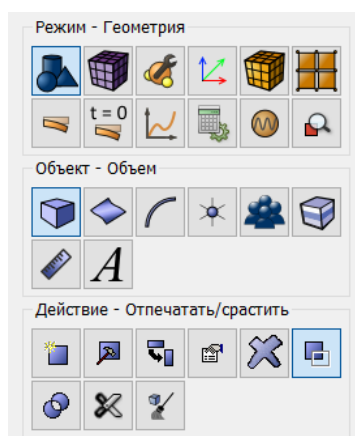 Режим - Геометрия
t = 0
Объект - Объем
A
Действие - Отпечатать/срастить